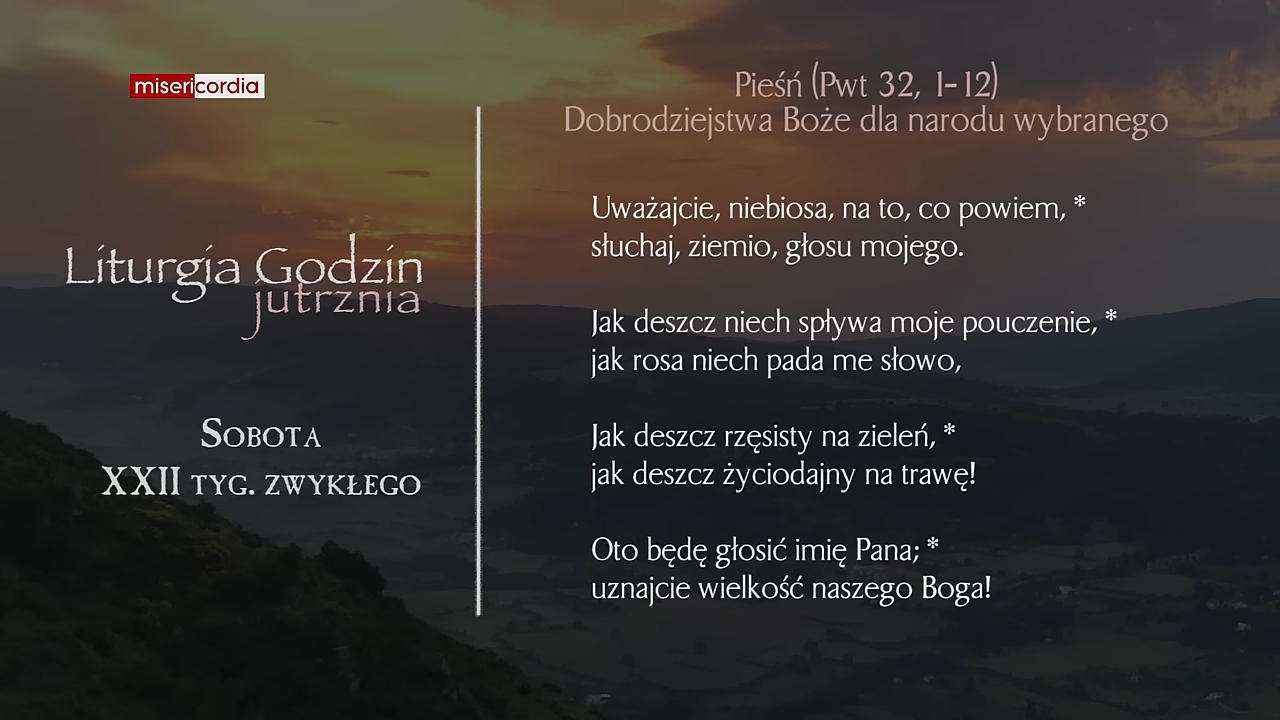 misericordia
Liturgia Godzin
jutrznia
Sobota
XXII tyg. zwykłego
Pieśń (Pwt 32, 1-12)
Dobrodziejstwa Boże dla narodu wybranego
Uważajcie, niebiosa, na to, co powiem, *
słuchaj, ziemio, głosu mojego.
Jak deszcz niech spływa moje pouczenie, *
jak rosa niech pada me słowo,
Jak deszcz rzęsisty na zieleń, *
jak deszcz życiodajny na trawę!
Oto będę głosić imię Pana; *
uznajcie wielkość naszego Boga!